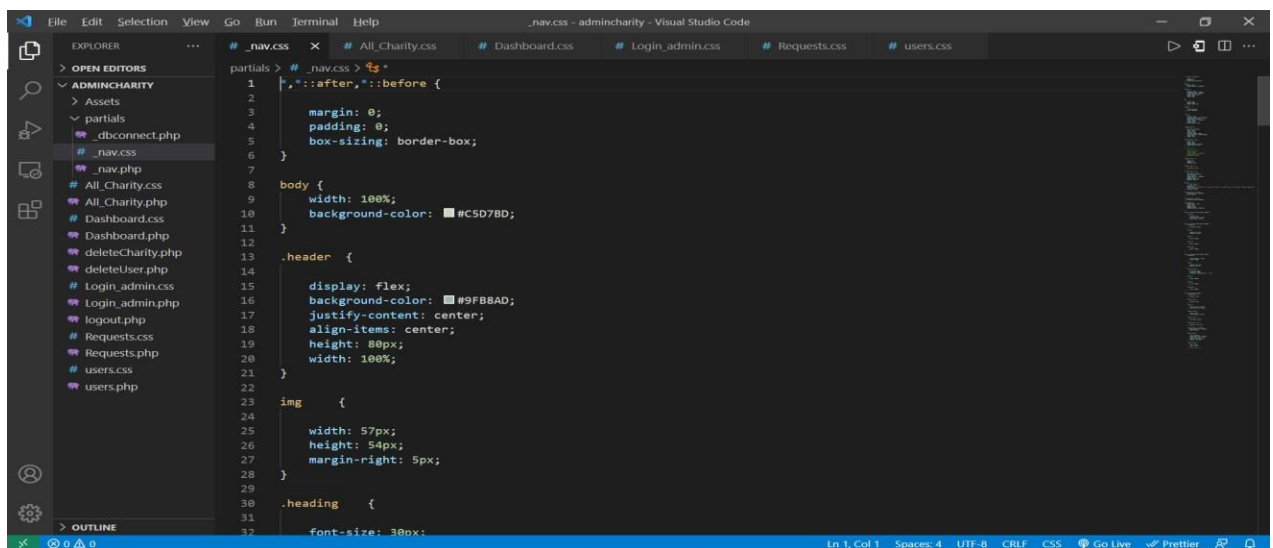 File Edit Selection View Go Run Terminal Help
_nav.css - admincharity - Visual Studio Code
EXPLORER
...
# _nav.css ×
# All_Charity.css
# Dashboard.css
# Login_admin.css
# Requests.css
# users.css
> OPEN EDITORS
ADMINCHARITY
> Assets
partials
_dbconnect.php
# _nav.css
_nav.php
# All_Charity.css
All_Charity.php
# Dashboard.css
Dashboard.php
deleteCharity.php
deleteUser.php
# Login_admin.css
Login_admin.php
logout.php
# Requests.css
Requests.php
# users.css
users.php
> OUTLINE
partials > # _nav.css > *
1 *,*::after,*::before {
2
3 margin: 0;
4 padding: 0;
5 box-sizing: border-box;
6 }
7
8 body {
9 width: 100%;
10 background-color: #C5D7BD;
11 }
12
13 .header {
14
15 display: flex;
16 background-color: #9FB8AD;
17 justify-content: center;
18 align-items: center;
19 height: 80px;
20 width: 100%;
21 }
22
23 img {
24
25 width: 57px;
26 height: 54px;
27 margin-right: 5px;
28 }
29
30 .heading {
31
32 font-size: 30px;
0 0 Ln 1, Col 1 Spaces: 4 UTF-8 CRLF CSS Go Live Prettier